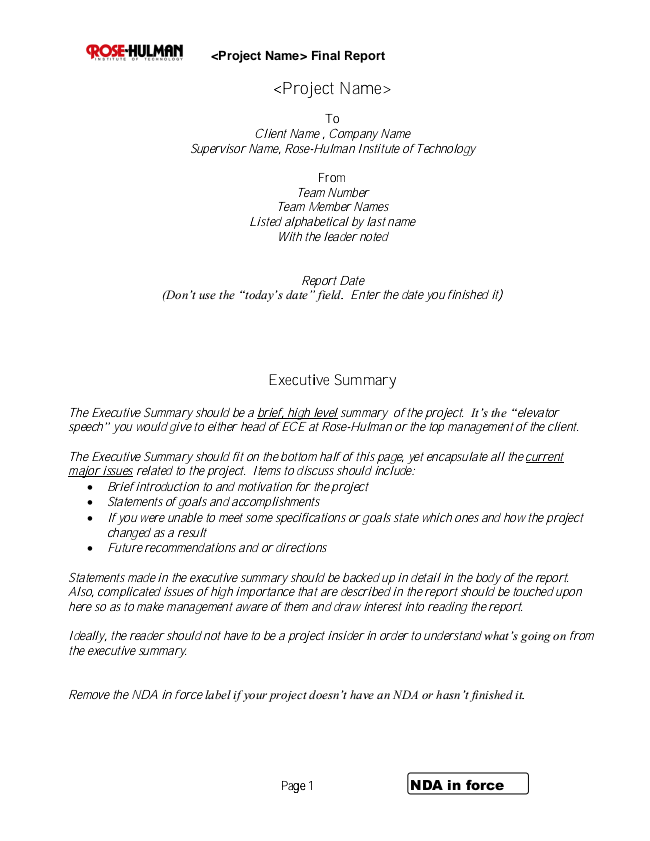 ROSE-HULMAN
INSTITUTE OF TECHNOLOGY
<Project Name> Final Report
<Project Name>
To
Client Name , Company Name
Supervisor Name, Rose-Hulman Institute of Technology
From
Team Number
Team Member Names
Listed alphabetical by last name
With the leader noted
Report Date
(Don’t use the “today’s date” field. Enter the date you finished it)
Executive Summary
The Executive Summary should be a brief, high level summary of the project. It’s the “elevator
speech” you would give to either head of ECE at Rose-Hulman or the top management of the client.
The Executive Summary should fit on the bottom half of this page, yet encapsulate all the current
major issues related to the project. Items to discuss should include:
• Brief introduction to and motivation for the project
• Statements of goals and accomplishments
• If you were unable to meet some specifications or goals state which ones and how the project
changed as a result
• Future recommendations and or directions
Statements made in the executive summary should be backed up in detail in the body of the report.
Also, complicated issues of high importance that are described in the report should be touched upon
here so as to make management aware of them and draw interest into reading the report.
Ideally, the reader should not have to be a project insider in order to understand what’s going on from
the executive summary.
Remove the NDA in force label if your project doesn’t have an NDA or hasn’t finished it.
Page 1
NDA in force